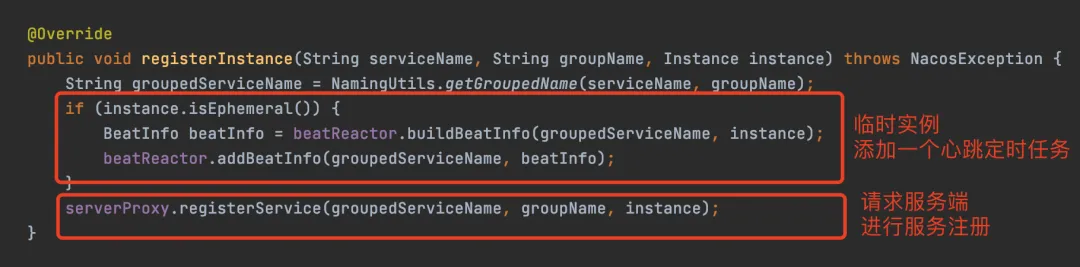 @Override
public void registerInstance(String serviceName, String groupName, Instance instance) throws NacosException {
String groupedServiceName = NamingUtils.getGroupedName(serviceName, groupName);
if (instance.isEphemeral()) {
BeatInfo beatInfo = beatReactor.buildBeatInfo(groupedServiceName, instance);
beatReactor.addBeatInfo(groupedServiceName, beatInfo);
}
临时实例
添加一个心跳定时任务
serverProxy.registerService(groupedServiceName, groupName, instance);
}
请求服务端
进行服务注册